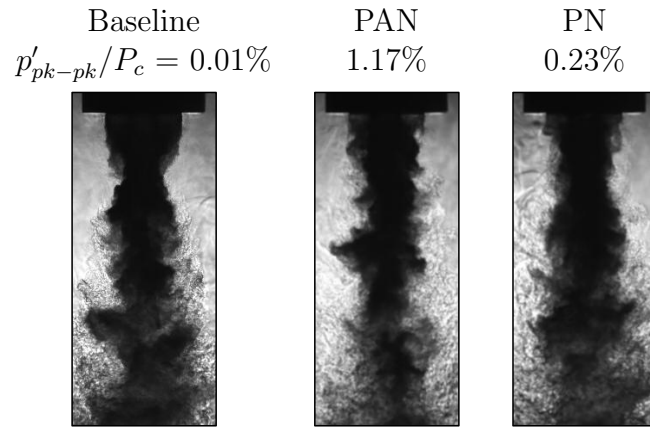 Baseline PAN PN
p′pk−pk/Pc = 0.01% 1.17% 0.23%